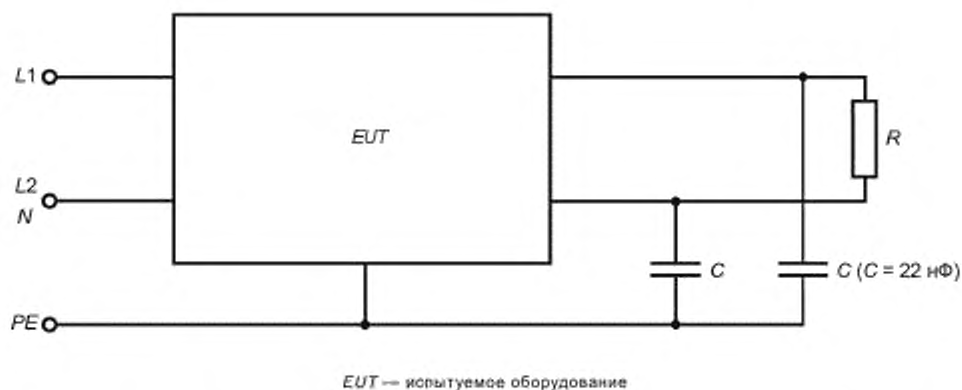 L1
EUT
R
L2
N
C
C (C = 22 нФ)
PE
EUT — испытуемое оборудование